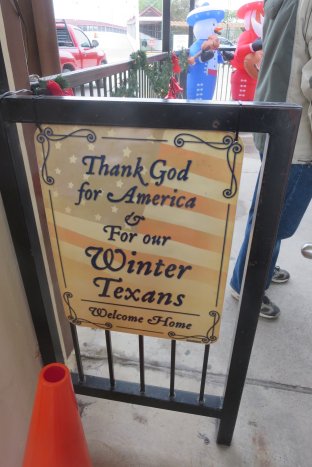 Thank God
for America
&
For our
Winter
Texans
Welcome Home